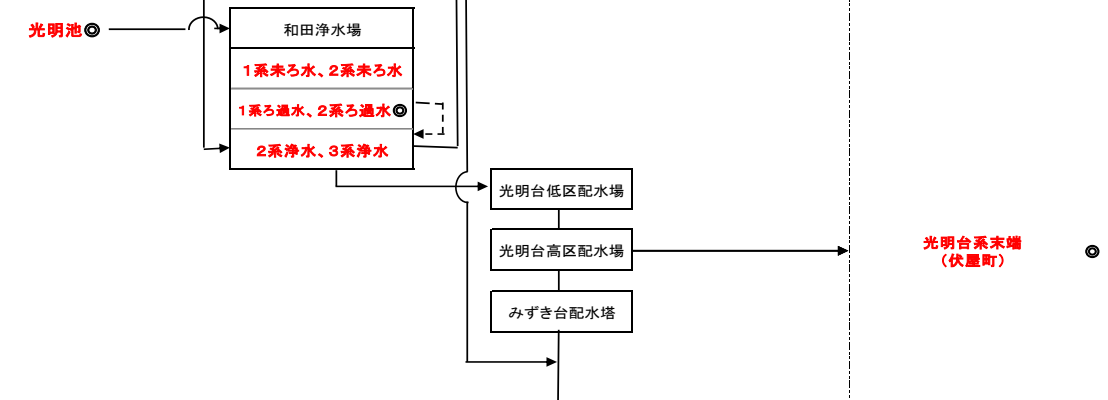 光明池◎
和田浄水場
1系未ろ水、2系未ろ水
1系ろ過水、2系ろ過水◎
2系浄水、3系浄水
光明台低区配水場
光明台高区配水場
光明台系末端
（伏屋町）
◎
みずき台配水塔